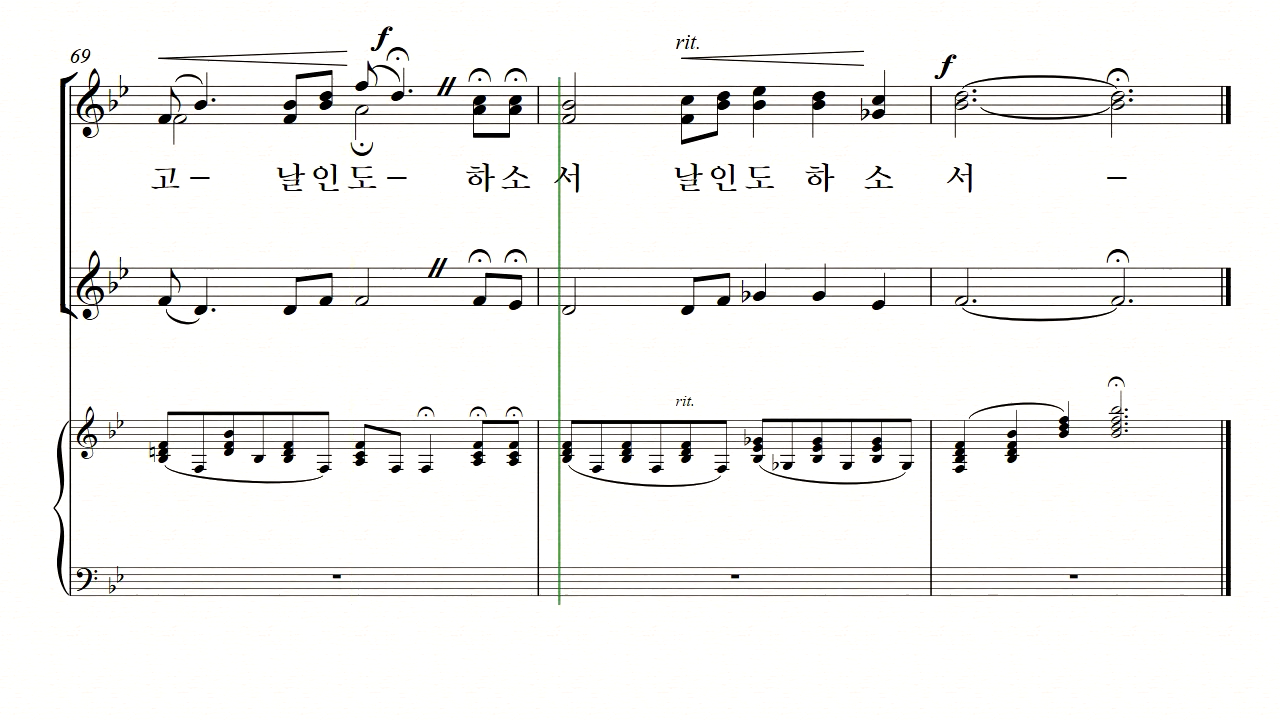 69
f
rit.
f
고 – 날 인 도 – 하 소 서 날 인 도 하 소 서 –
rit.